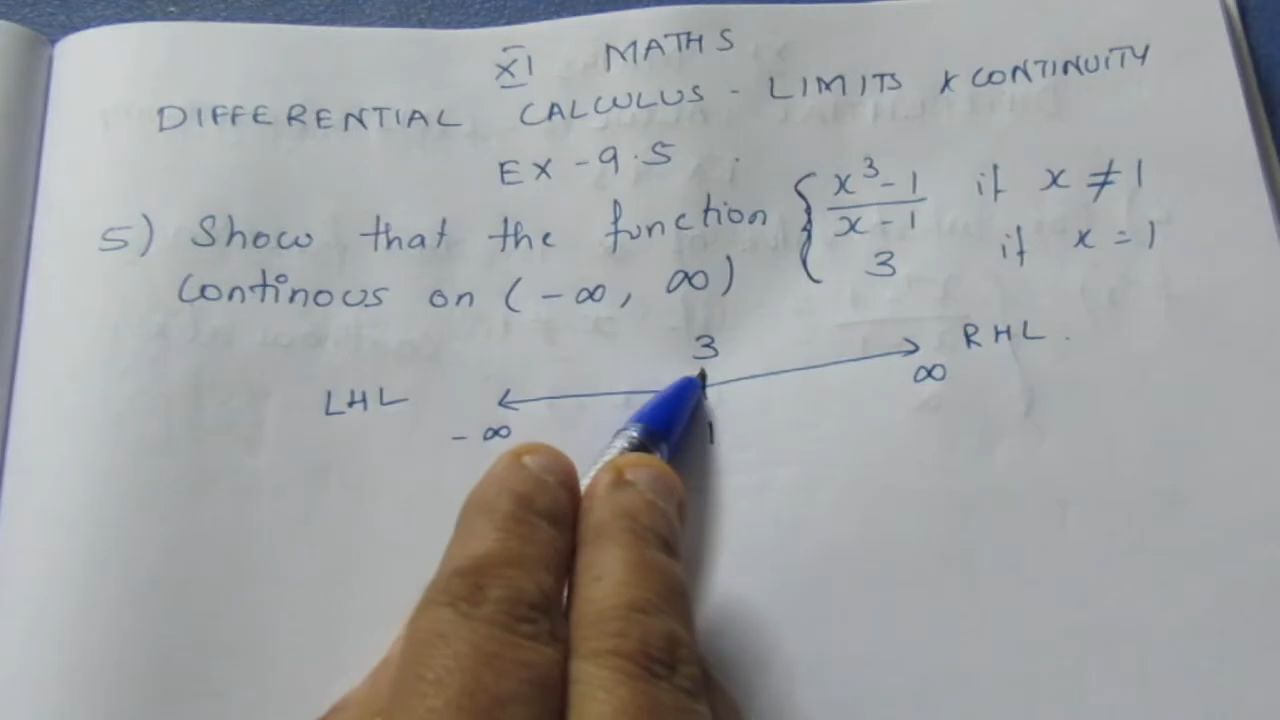 XI MATHS
DIFFERENTIAL CALCULUS - LIMITS & CONTINUITY
EX - 9.5
5) Show that the function { x³-1 / x-1 if x ≠ 1
continous on (-∞, ∞) 3 if x = 1
3
LHL RHL.
-∞ 1 ∞